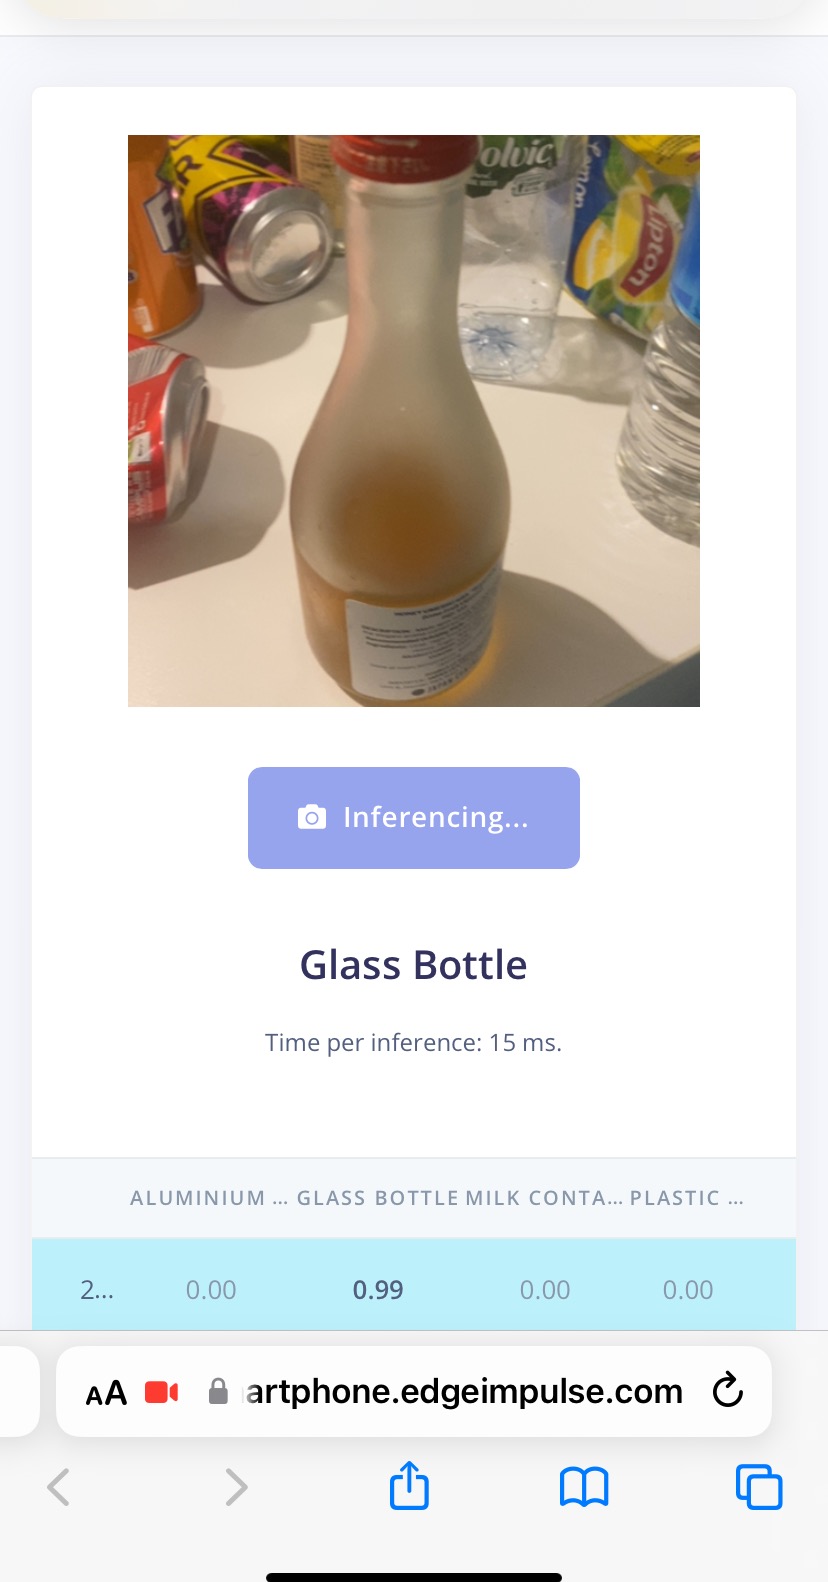 olvic
Lipton
Inferencing...
Glass Bottle
Time per inference: 15 ms.
ALUMINIUM ... GLASS BOTTLE MILK CONTA... PLASTIC ...
2... 0.00 0.99 0.00 0.00
AA artphone.edgeimpulse.com